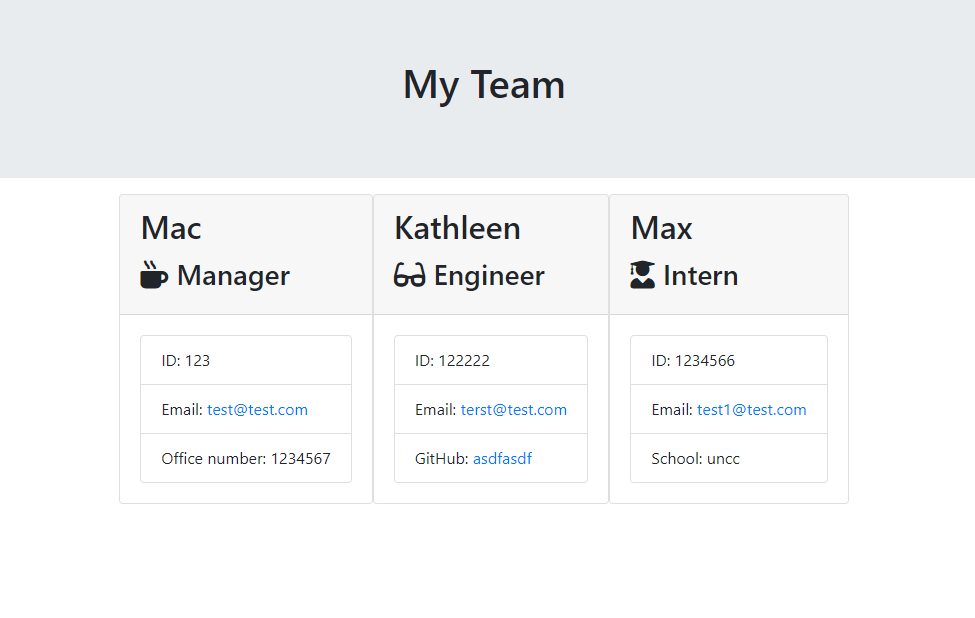 My Team
Mac
Manager
ID: 123
Email: test@test.com
Office number: 1234567
Kathleen
Engineer
ID: 122222
Email: terst@test.com
GitHub: asdfasdf
Max
Intern
ID: 1234566
Email: test1@test.com
School: uncc